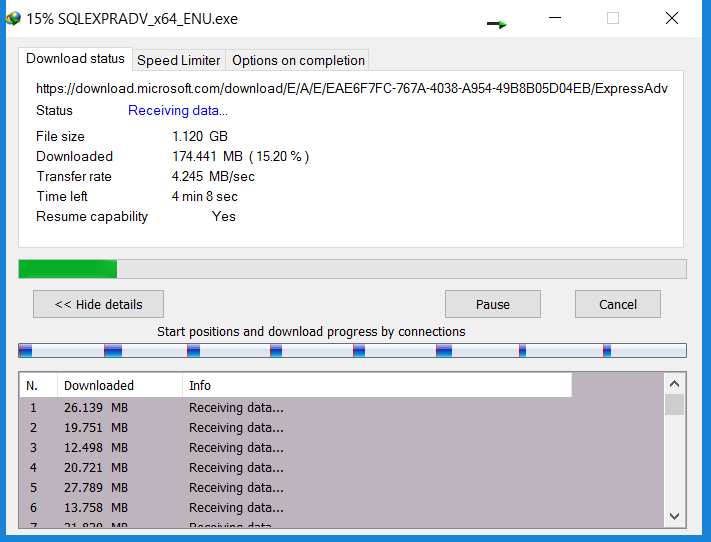 15% SQLEXPRADV_x64_ENU.exe
Download status Speed Limiter Options on completion
https://download.microsoft.com/download/E/A/E/EAE6F7FC-767A-4038-A954-49B8B05D04EB/ExpressAdv
Status Receiving data...
File size 1.120 GB
Downloaded 174.441 MB ( 15.20 % )
Transfer rate 4.245 MB/sec
Time left 4 min 8 sec
Resume capability Yes
<< Hide details Pause Cancel
Start positions and download progress by connections
N. Downloaded Info
1 26.139 MB Receiving data...
2 19.751 MB Receiving data...
3 12.498 MB Receiving data...
4 20.721 MB Receiving data...
5 27.789 MB Receiving data...
6 13.758 MB Receiving data...
7 31.829 MB Receiving data...